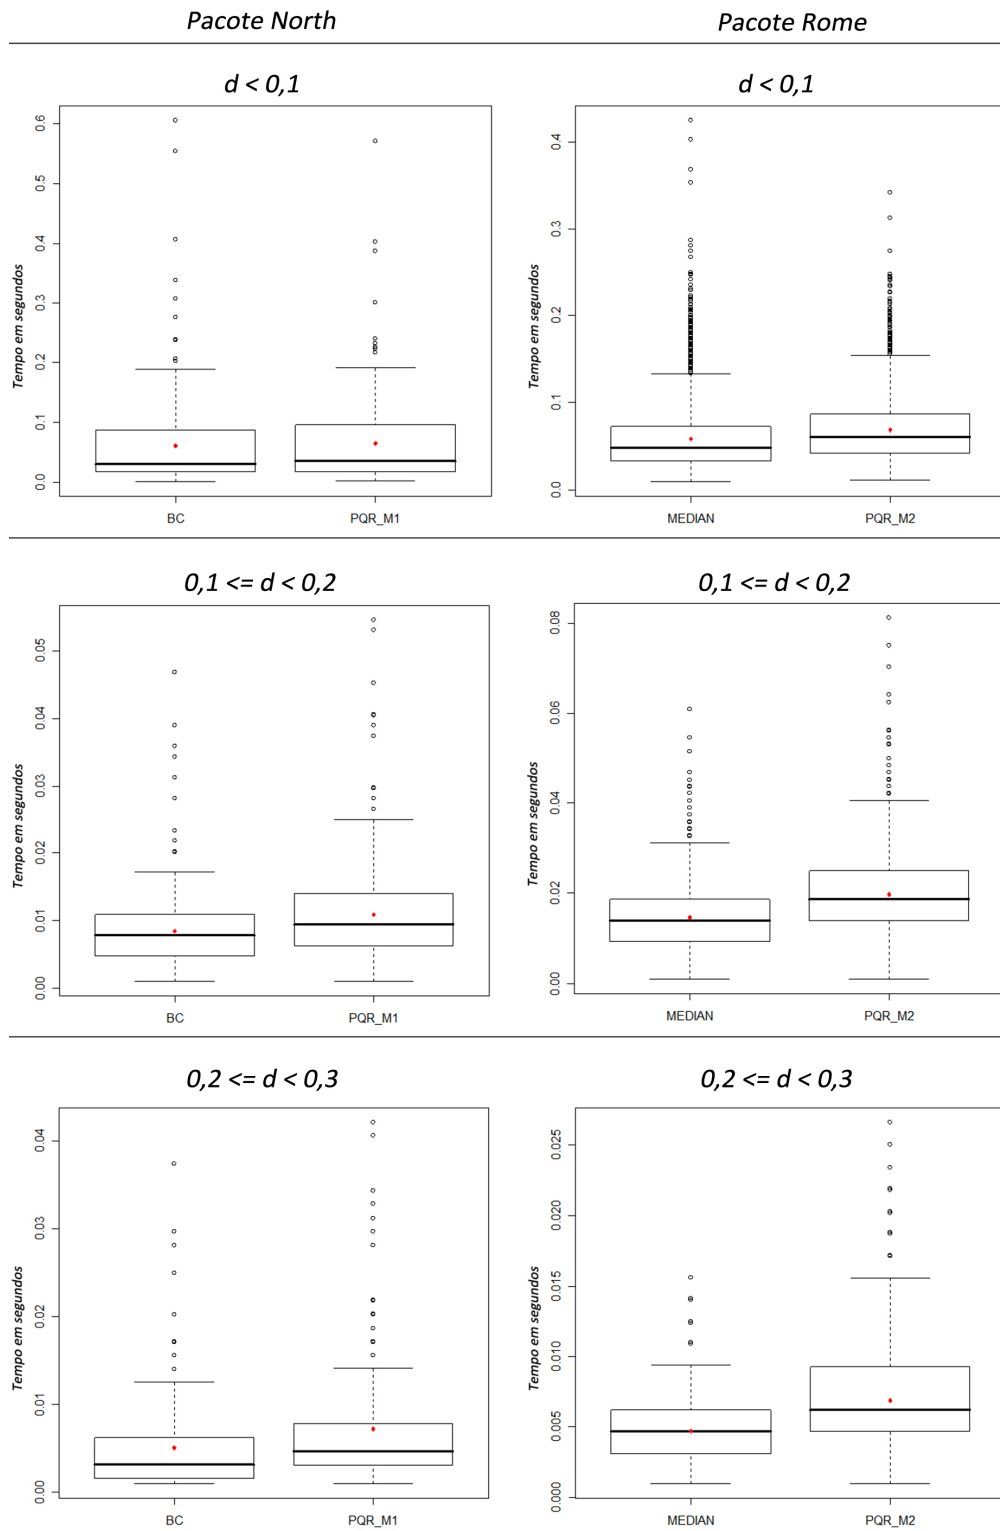 Pacote North
Pacote Rome
d < 0,1
d < 0,1
Tempo em segundos
0.6
0.5
0.4
0.3
0.2
0.1
0.0
BC
PQR_M1
Tempo em segundos
0.4
0.3
0.2
0.1
0.0
MEDIAN
PQR_M2
0,1 <= d < 0,2
0,1 <= d < 0,2
Tempo em segundos
0.05
0.04
0.03
0.02
0.01
0.00
BC
PQR_M1
Tempo em segundos
0.08
0.06
0.04
0.02
0.00
MEDIAN
PQR_M2
0,2 <= d < 0,3
0,2 <= d < 0,3
Tempo em segundos
0.04
0.03
0.02
0.01
0.00
BC
PQR_M1
Tempo em segundos
0.025
0.020
0.015
0.010
0.005
0.000
MEDIAN
PQR_M2